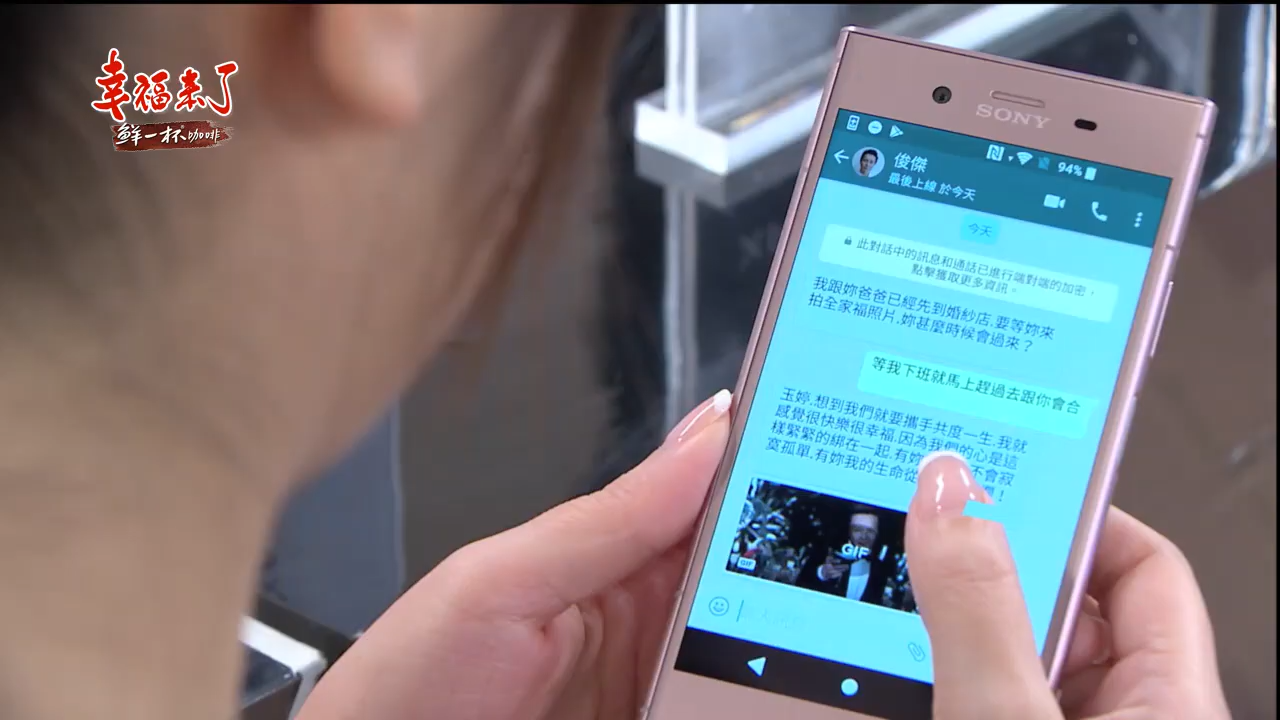 幸福来了
鮮一杯咖啡
SONY
94%
俊傑
最後上線 於今天
今天
此對話中的訊息和通話已進行端對端的加密，
點擊獲取更多資訊。
我跟妳爸爸已經先到婚紗店.要等妳來
拍全家福照片.妳甚麼時候會過來？
等我下班就馬上趕過去跟你會合
玉婷.想到我們就要攜手共度一生.我就
感覺很快樂很幸福.因為我們的心是這
樣緊緊的綁在一起.有妳 不會寂
寞孤單.有妳我的生命從 ！
GIF
GIF